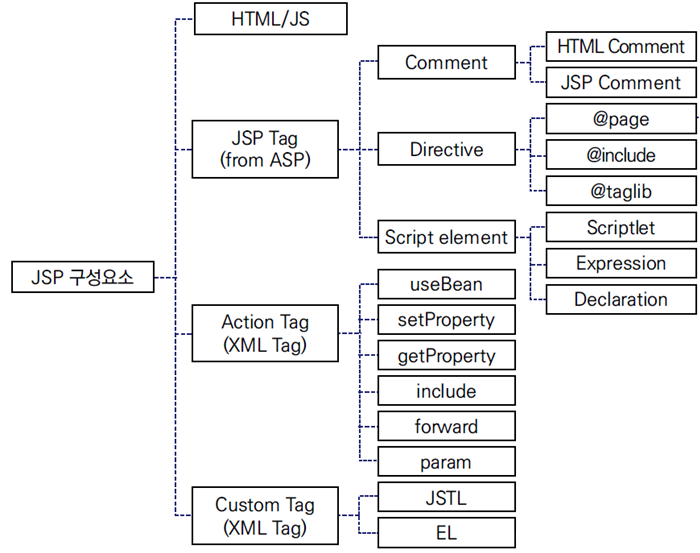 JSP 구성요소
HTML/JS
JSP Tag
(from ASP)
Comment
HTML Comment
JSP Comment
Directive
@page
@include
@taglib
Script element
Scriptlet
Expression
Declaration
Action Tag
(XML Tag)
useBean
setProperty
getProperty
include
forward
param
Custom Tag
(XML Tag)
JSTL
EL